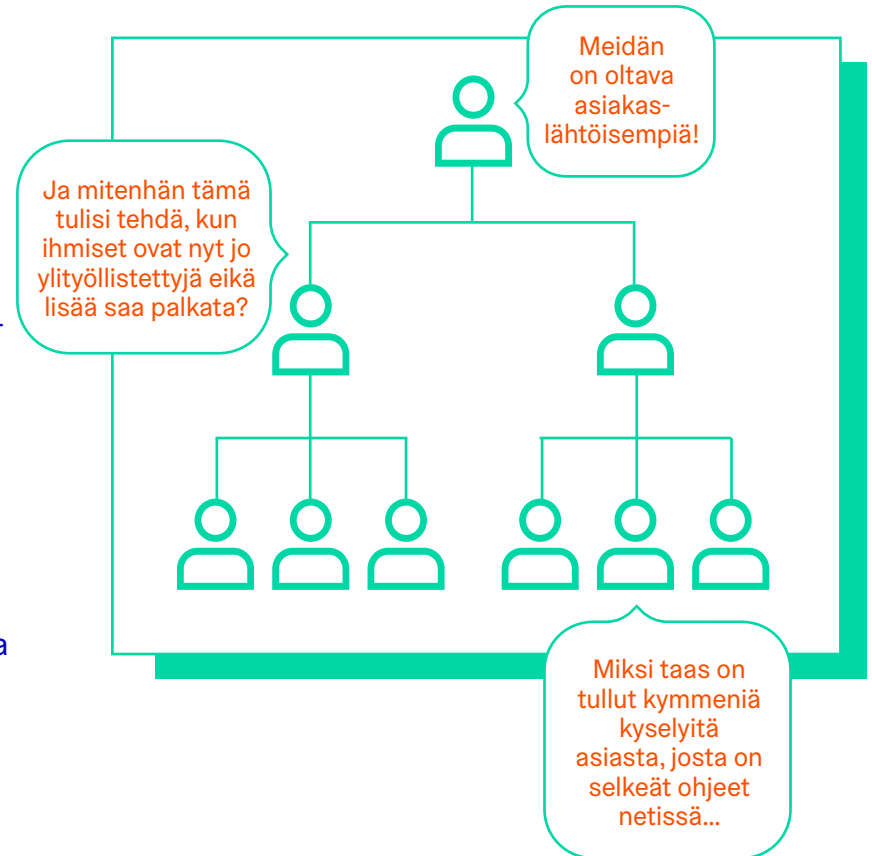 Meidän
on oltava
asiakas-
lähtöisempiä!
Ja mitenhän tämä
tulisi tehdä, kun
ihmiset ovat nyt jo
ylityöllistettyjä eikä
lisää saa palkata?
-
a
Miksi taas on
tullut kymmeniä
kyselyitä
asiasta, josta on
selkeät ohjeet
netissä...